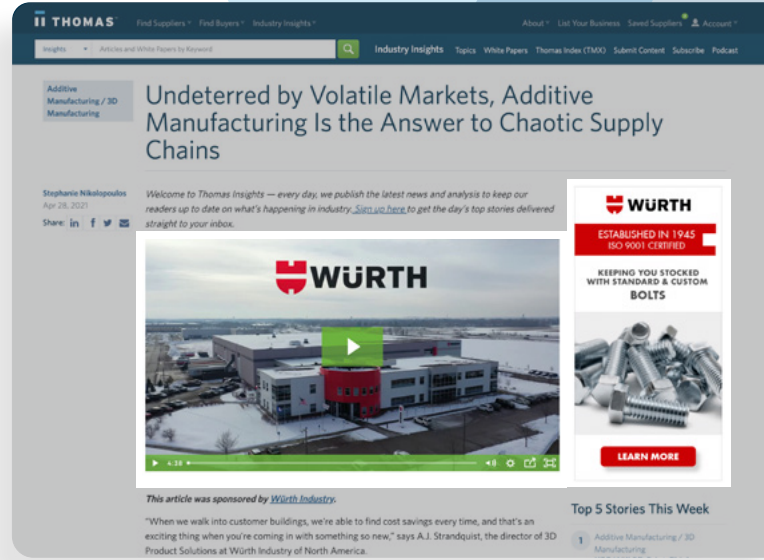 THOMAS
Find Suppliers Find Buyers Industry Insights
About List Your Business Saved Suppliers Account
Insights Articles and White Papers by Keyword
Industry Insights Topics White Papers Thomas Index (TMX) Submit Content Subscribe Podcast
Additive
Manufacturing / 3D
Manufacturing
Undeterred by Volatile Markets, Additive
Manufacturing Is the Answer to Chaotic Supply
Chains
Stephanie Nikolopoulos
Apr 28, 2021
Share:
Welcome to Thomas Insights — every day, we publish the latest news and analysis to keep our
readers up to date on what's happening in industry. Sign up here to get the day's top stories delivered
straight to your inbox.
WÜRTH
4:38
WÜRTH
ESTABLISHED IN 1945
ISO 9001 CERTIFIED
KEEPING YOU STOCKED
WITH STANDARD & CUSTOM
BOLTS
LEARN MORE
This article was sponsored by Würth Industry.
"When we walk into customer buildings, we're able to find cost savings every time, and that's an
exciting thing when you're coming in with something so new," says A.J. Strandquist, the director of 3D
Product Solutions at Würth Industry of North America.
Top 5 Stories This Week
1 Additive Manufacturing / 3D
Manufacturing